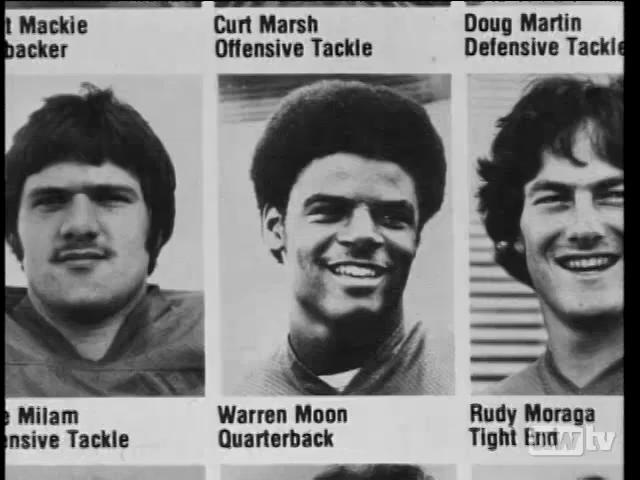 t Mackie
backer
Curt Marsh
Offensive Tackle
Doug Martin
Defensive Tackle
e Milam
ensive Tackle
Warren Moon
Quarterback
Rudy Moraga
Tight End
uwtv